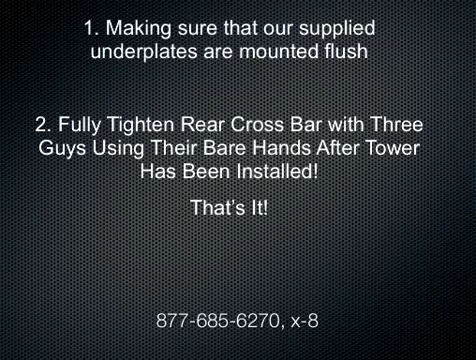 1. Making sure that our supplied
underplates are mounted flush
2. Fully Tighten Rear Cross Bar with Three
Guys Using Their Bare Hands After Tower
Has Been Installed!
That's It!
877-685-6270, x-8